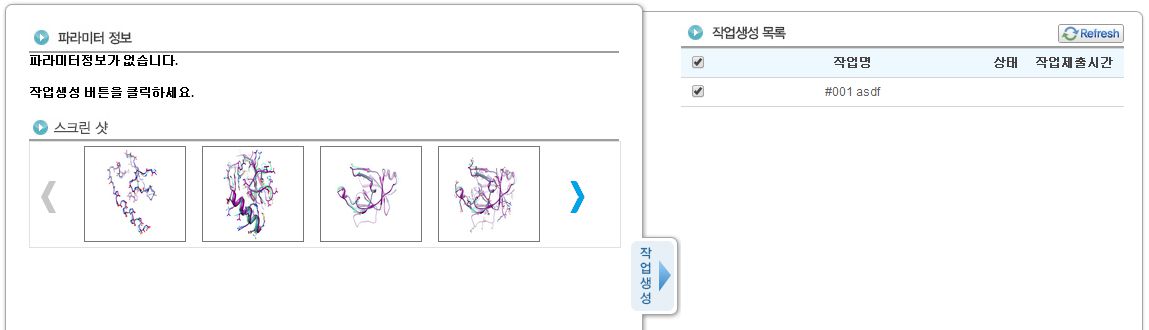 파라미터 정보
파라미터정보가 없습니다.
작업생성 버튼을 클릭하세요.
스크린 샷
작업생성
작업생성 목록
Refresh
작업명 상태 작업제출시간
#001 asdf